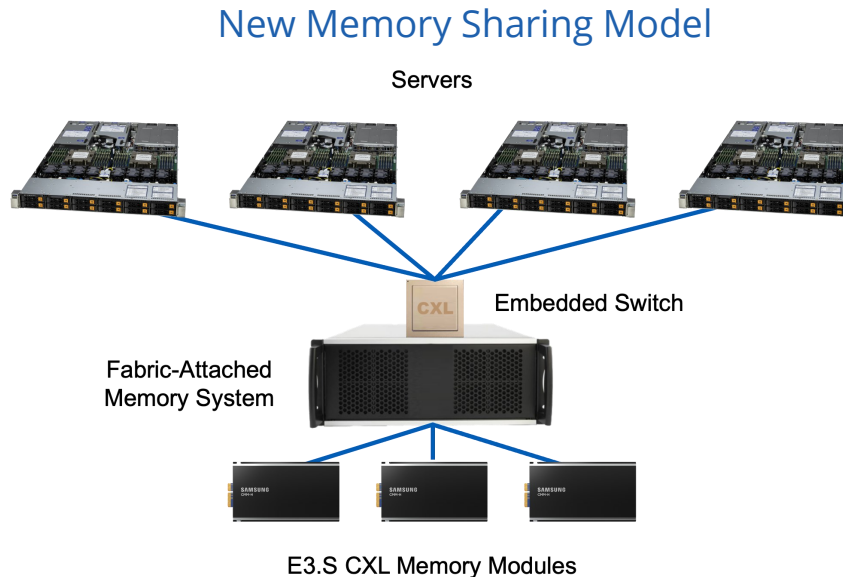 New Memory Sharing Model
Servers
CXL
Embedded Switch
Fabric-Attached
Memory System
SAMSUNG
SAMSUNG
SAMSUNG
E3.S CXL Memory Modules